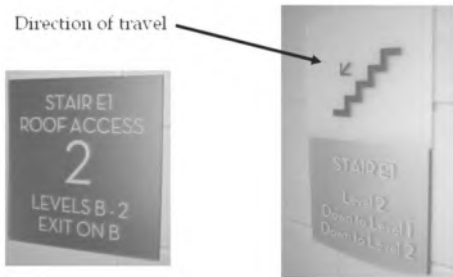 Direction of travel
STAIR E1
ROOF ACCESS
2
LEVELS B - 2
EXIT ON B
STAIR E1
Level 2
Down to Level 1
Down to Level 2